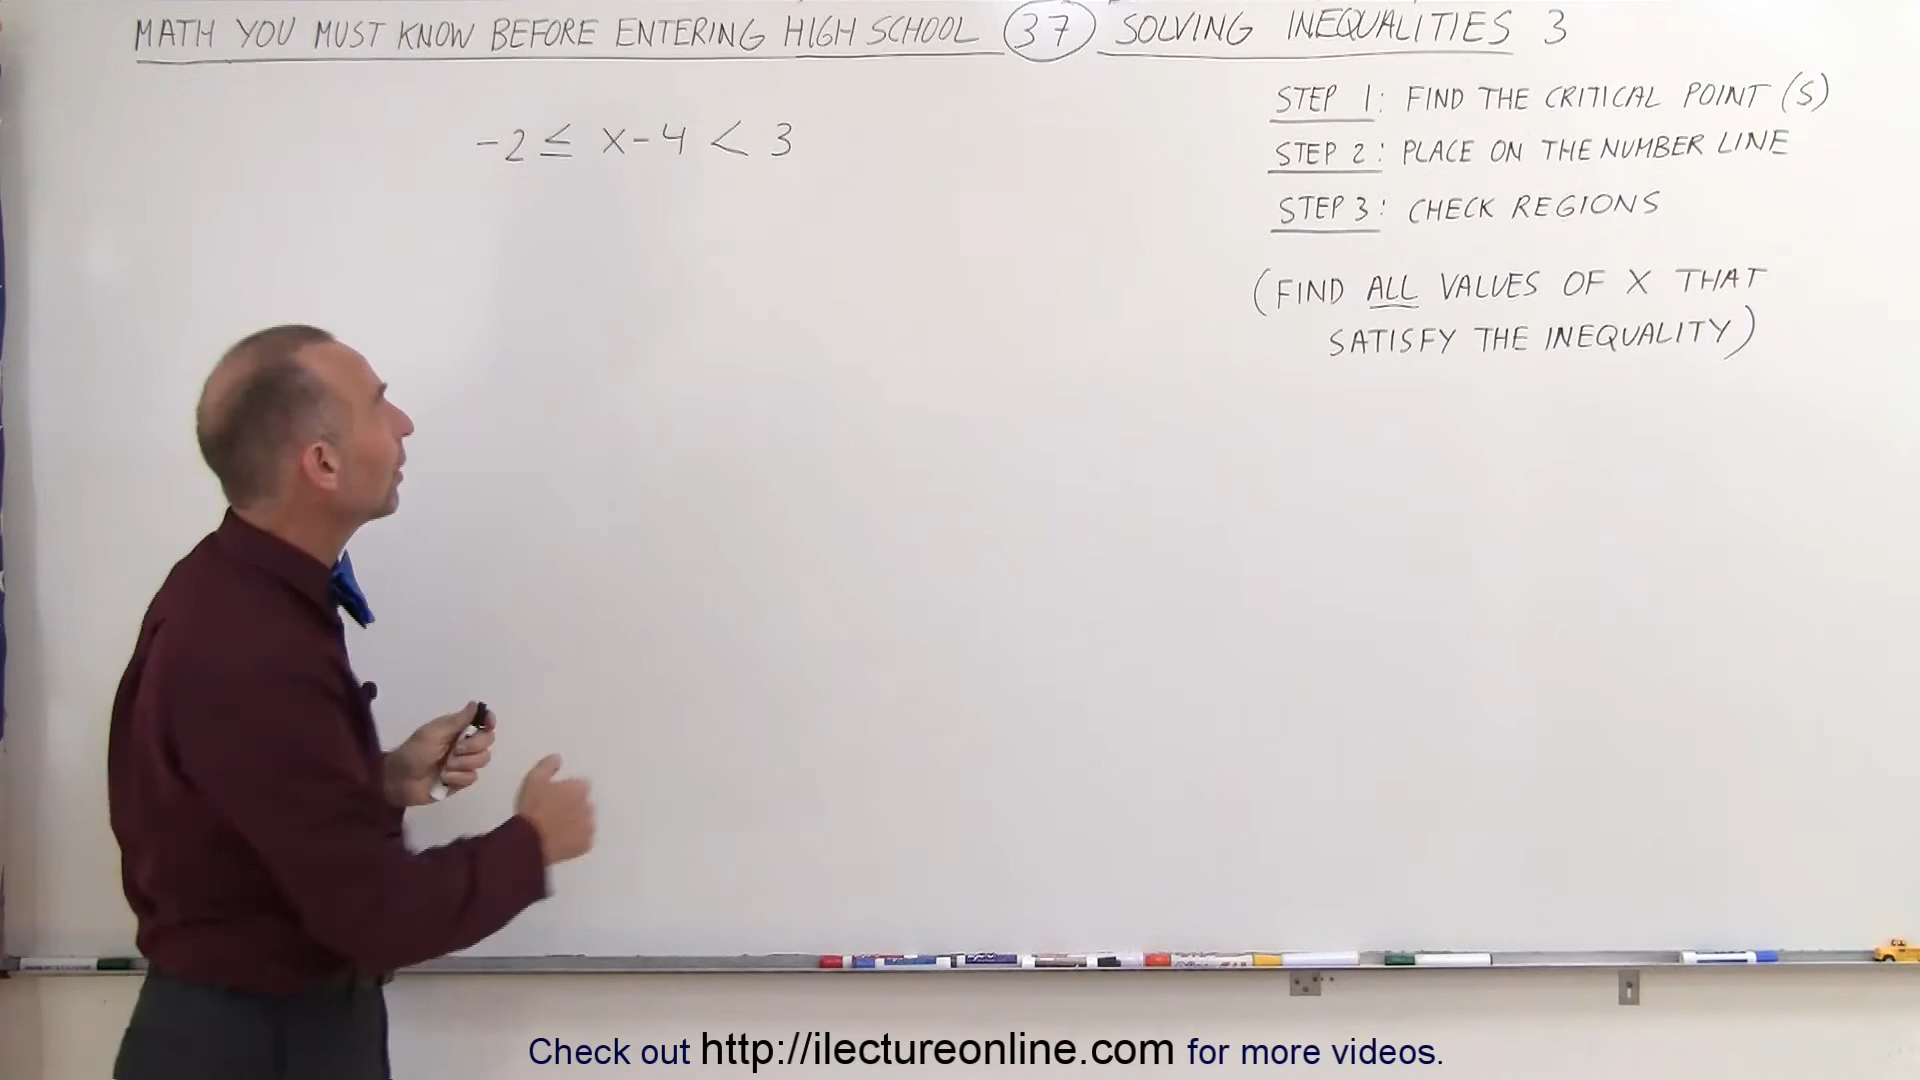 MATH YOU MUST KNOW BEFORE ENTERING HIGH SCHOOL 37 SOLVING INEQUALITIES 3
-2 ≤ x-4 < 3
STEP 1: FIND THE CRITICAL POINT (S)
STEP 2: PLACE ON THE NUMBER LINE
STEP 3: CHECK REGIONS
(FIND ALL VALUES OF X THAT
SATISFY THE INEQUALITY)
Check out http://ilectureonline.com for more videos.